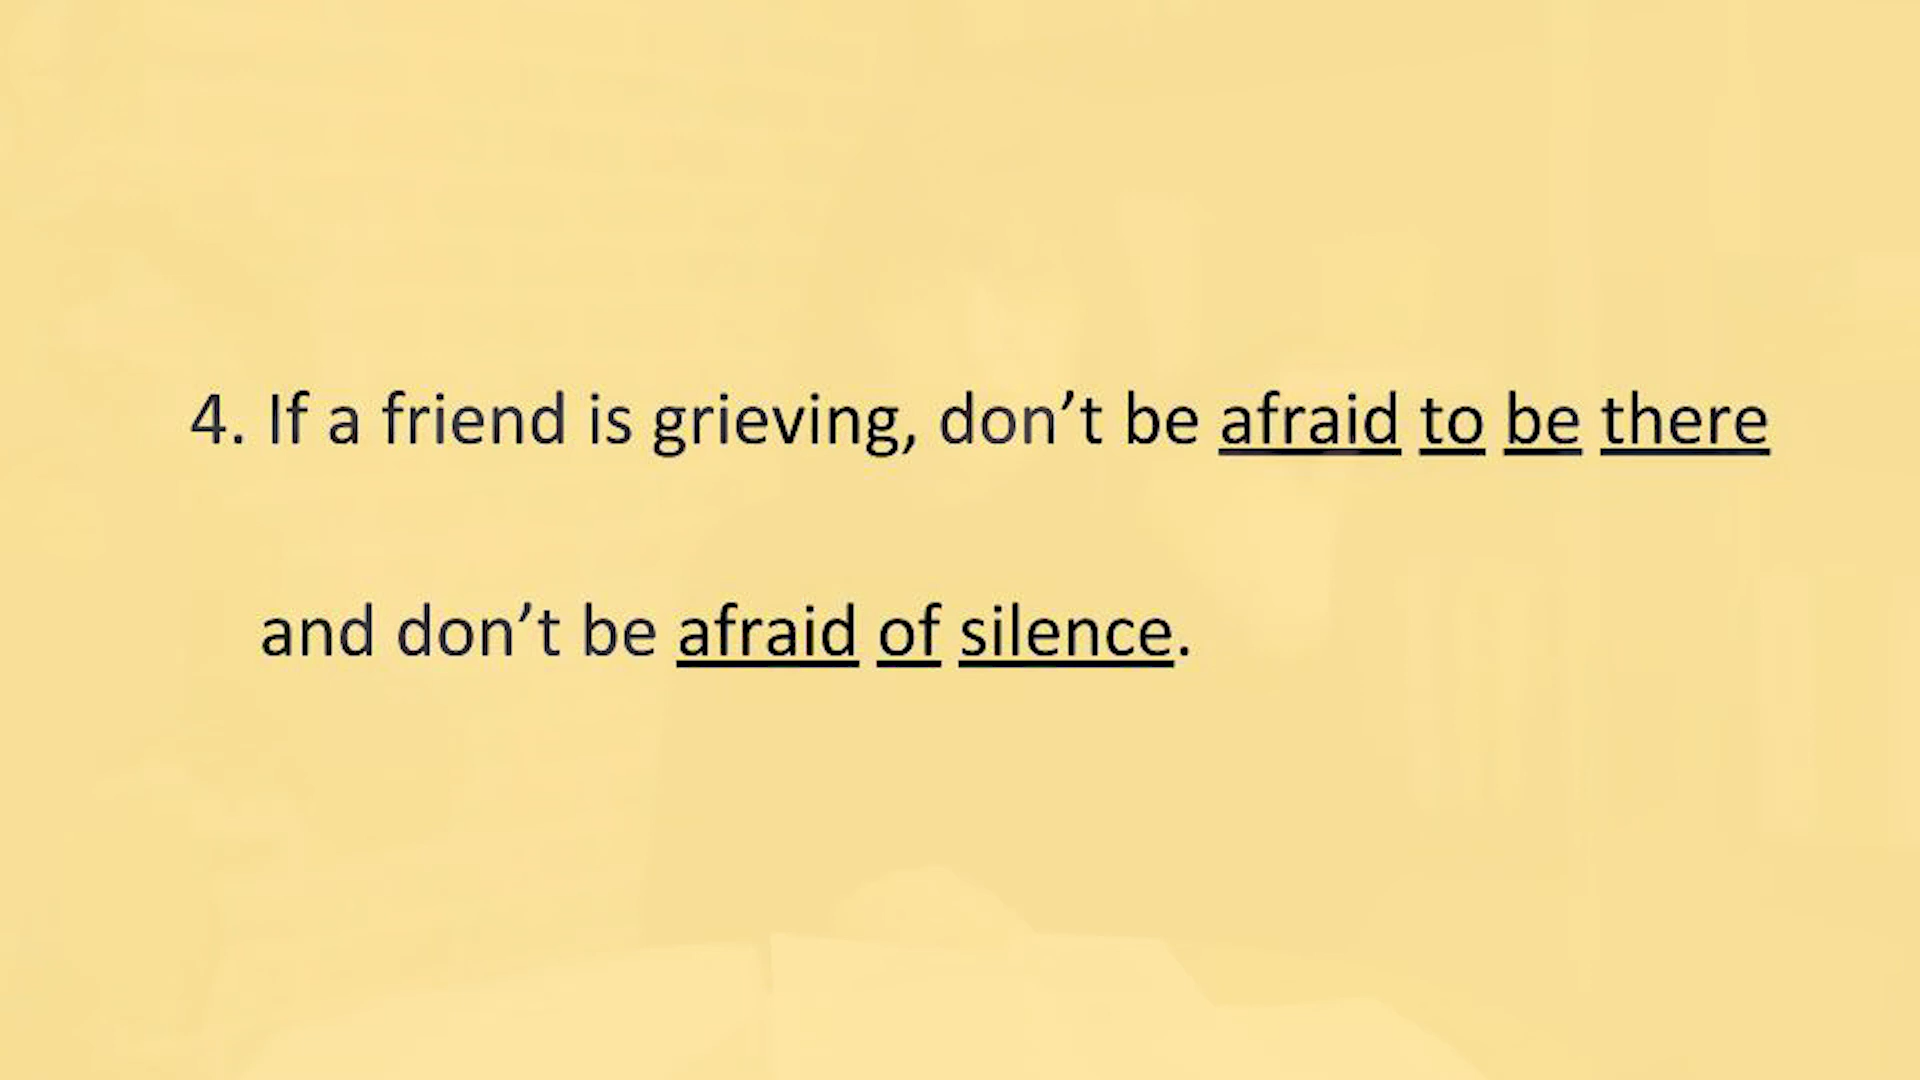 4. If a friend is grieving, don’t be afraid to be there
and don’t be afraid of silence.